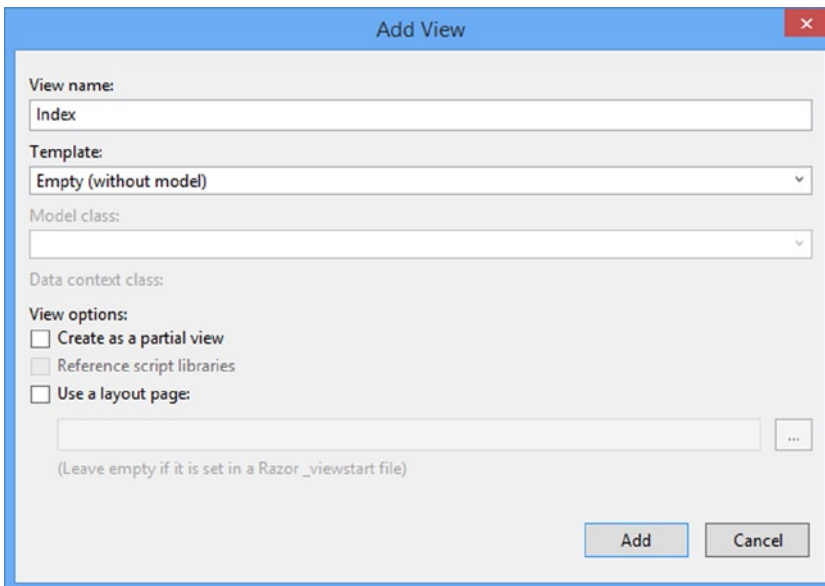 Add View
View name:
Index
Template:
Empty (without model)
Model class:
Data context class:
View options:
Create as a partial view
Reference script libraries
Use a layout page:
...
(Leave empty if it is set in a Razor _viewstart file)
Add
Cancel